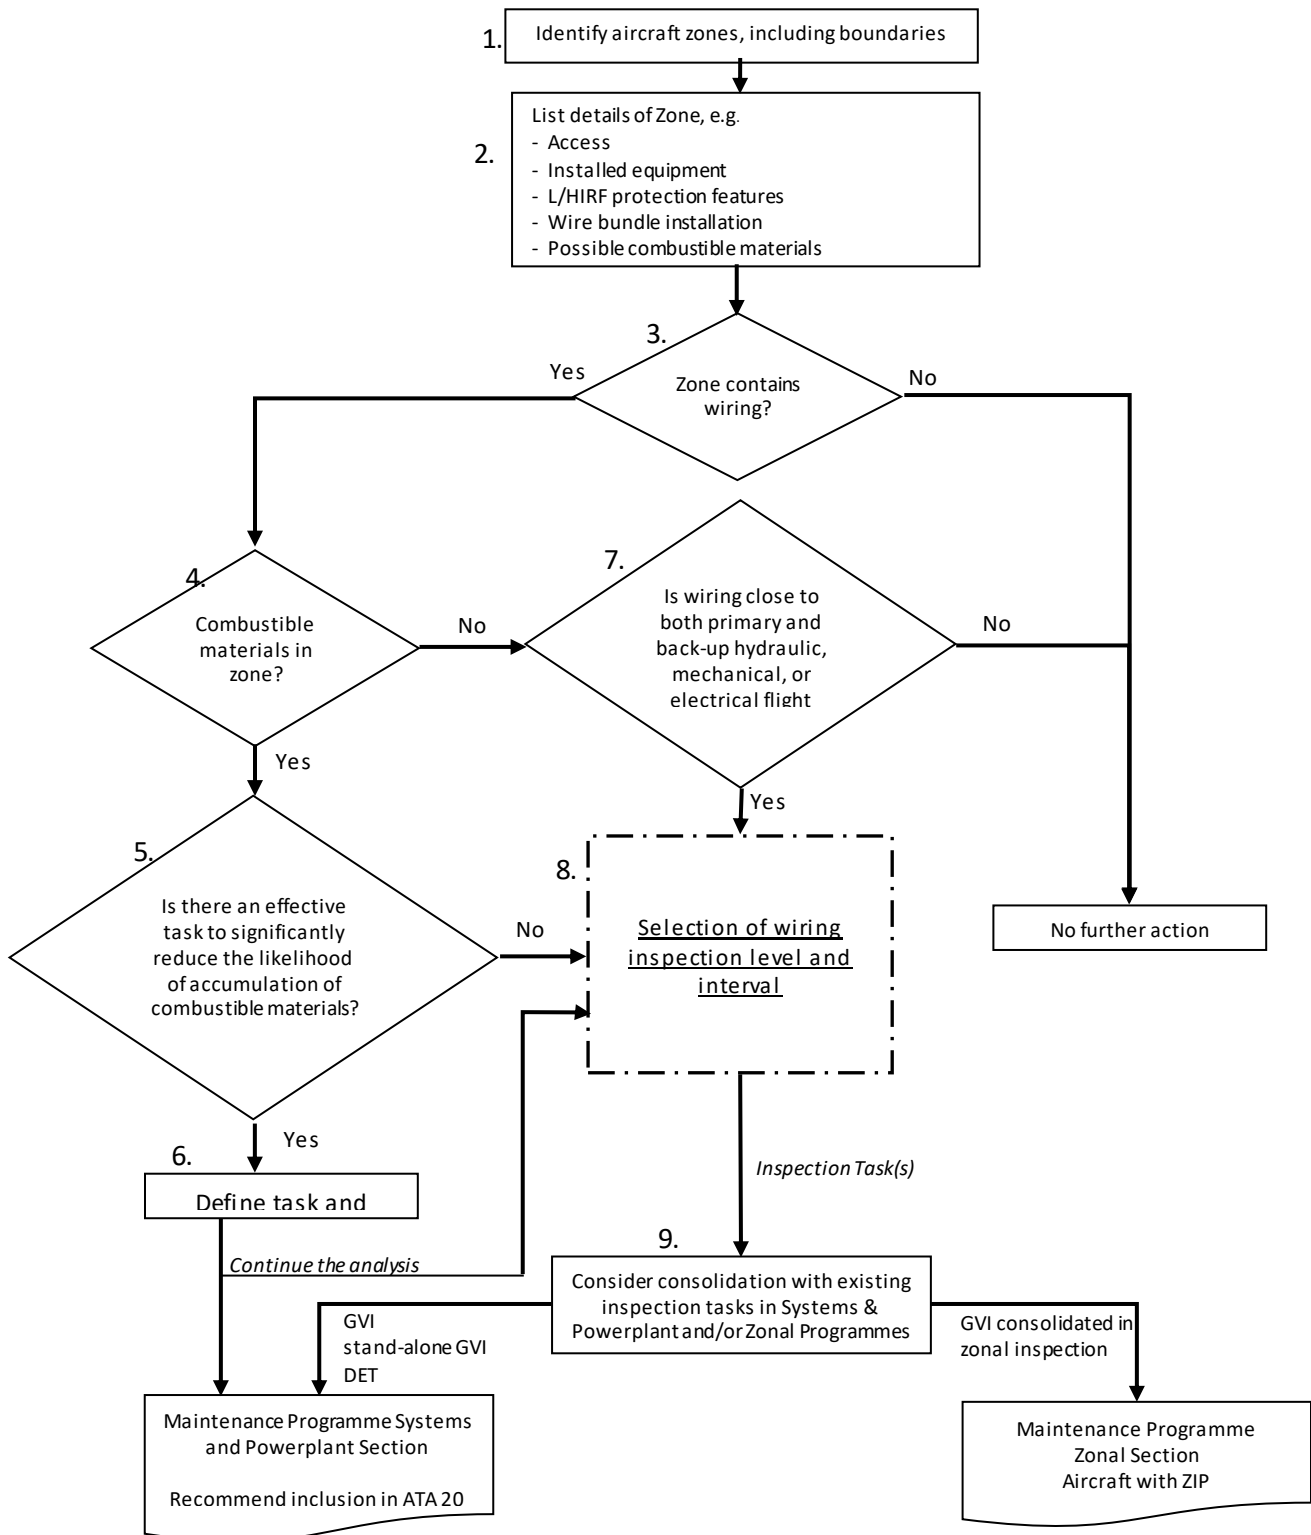 1.
Identify aircraft zones, including boundaries
2.
List details of Zone, e.g.
- Access
- Installed equipment
- L/HIRF protection features
- Wire bundle installation
- Possible combustible materials
3.
Zone contains
wiring?
Yes
No
4.
Combustible
materials in
zone?
No
Yes
7.
Is wiring close to
both primary and
back-up hydraulic,
mechanical, or
electrical flight
No
Yes
5.
Is there an effective
task to significantly
reduce the likelihood
of accumulation of
combustible materials?
No
Yes
8.
Selection of wiring
inspection level and
interval
No further action
6.
Define task and
Continue the analysis
Inspection Task(s)
9.
Consider consolidation with existing
inspection tasks in Systems &
Powerplant and/or Zonal Programmes
GVI
stand-alone GVI
DET
GVI consolidated in
zonal inspection
Maintenance Programme Systems
and Powerplant Section
Recommend inclusion in ATA 20
Maintenance Programme
Zonal Section
Aircraft with ZIP